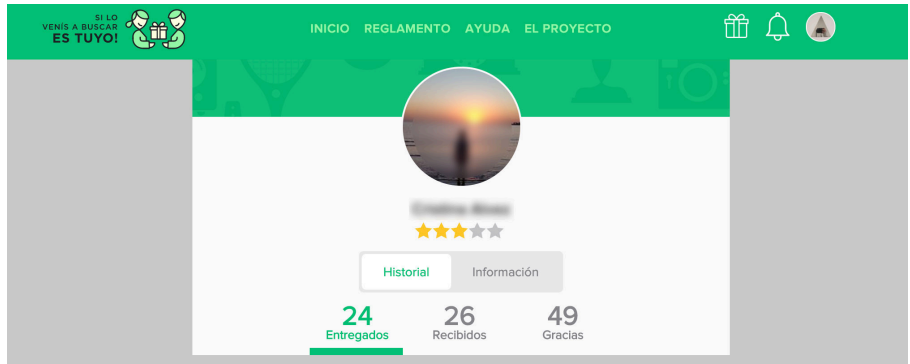 SI LO
VENÍS A BUSCAR
ES TUYO!
INICIO REGLAMENTO AYUDA EL PROYECTO
Historial Información
24 26 49
Entregados Recibidos Gracias